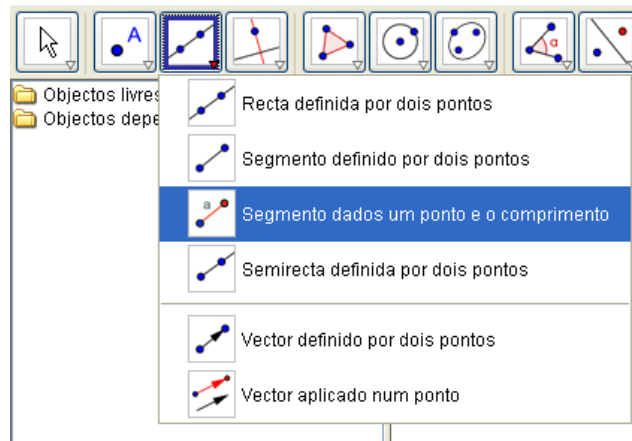 A
α
Objectos livres
Objectos depe
Recta definida por dois pontos
Segmento definido por dois pontos
a
Segmento dados um ponto e o comprimento
Semirecta definida por dois pontos
Vector definido por dois pontos
Vector aplicado num ponto